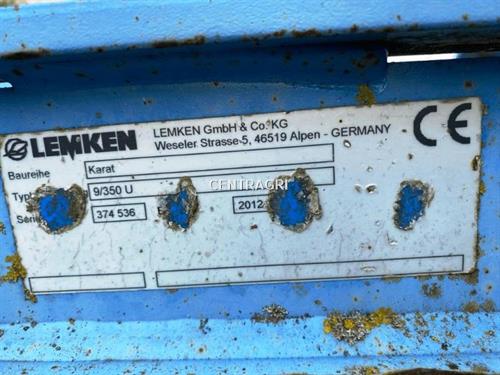 LEMKEN
LEMKEN GmbH & Co. KG
Weseler Strasse-5, 46519 Alpen - GERMANY
CE
Baureihe Karat
CENTRAGRI
9/350 U
374 536 2012